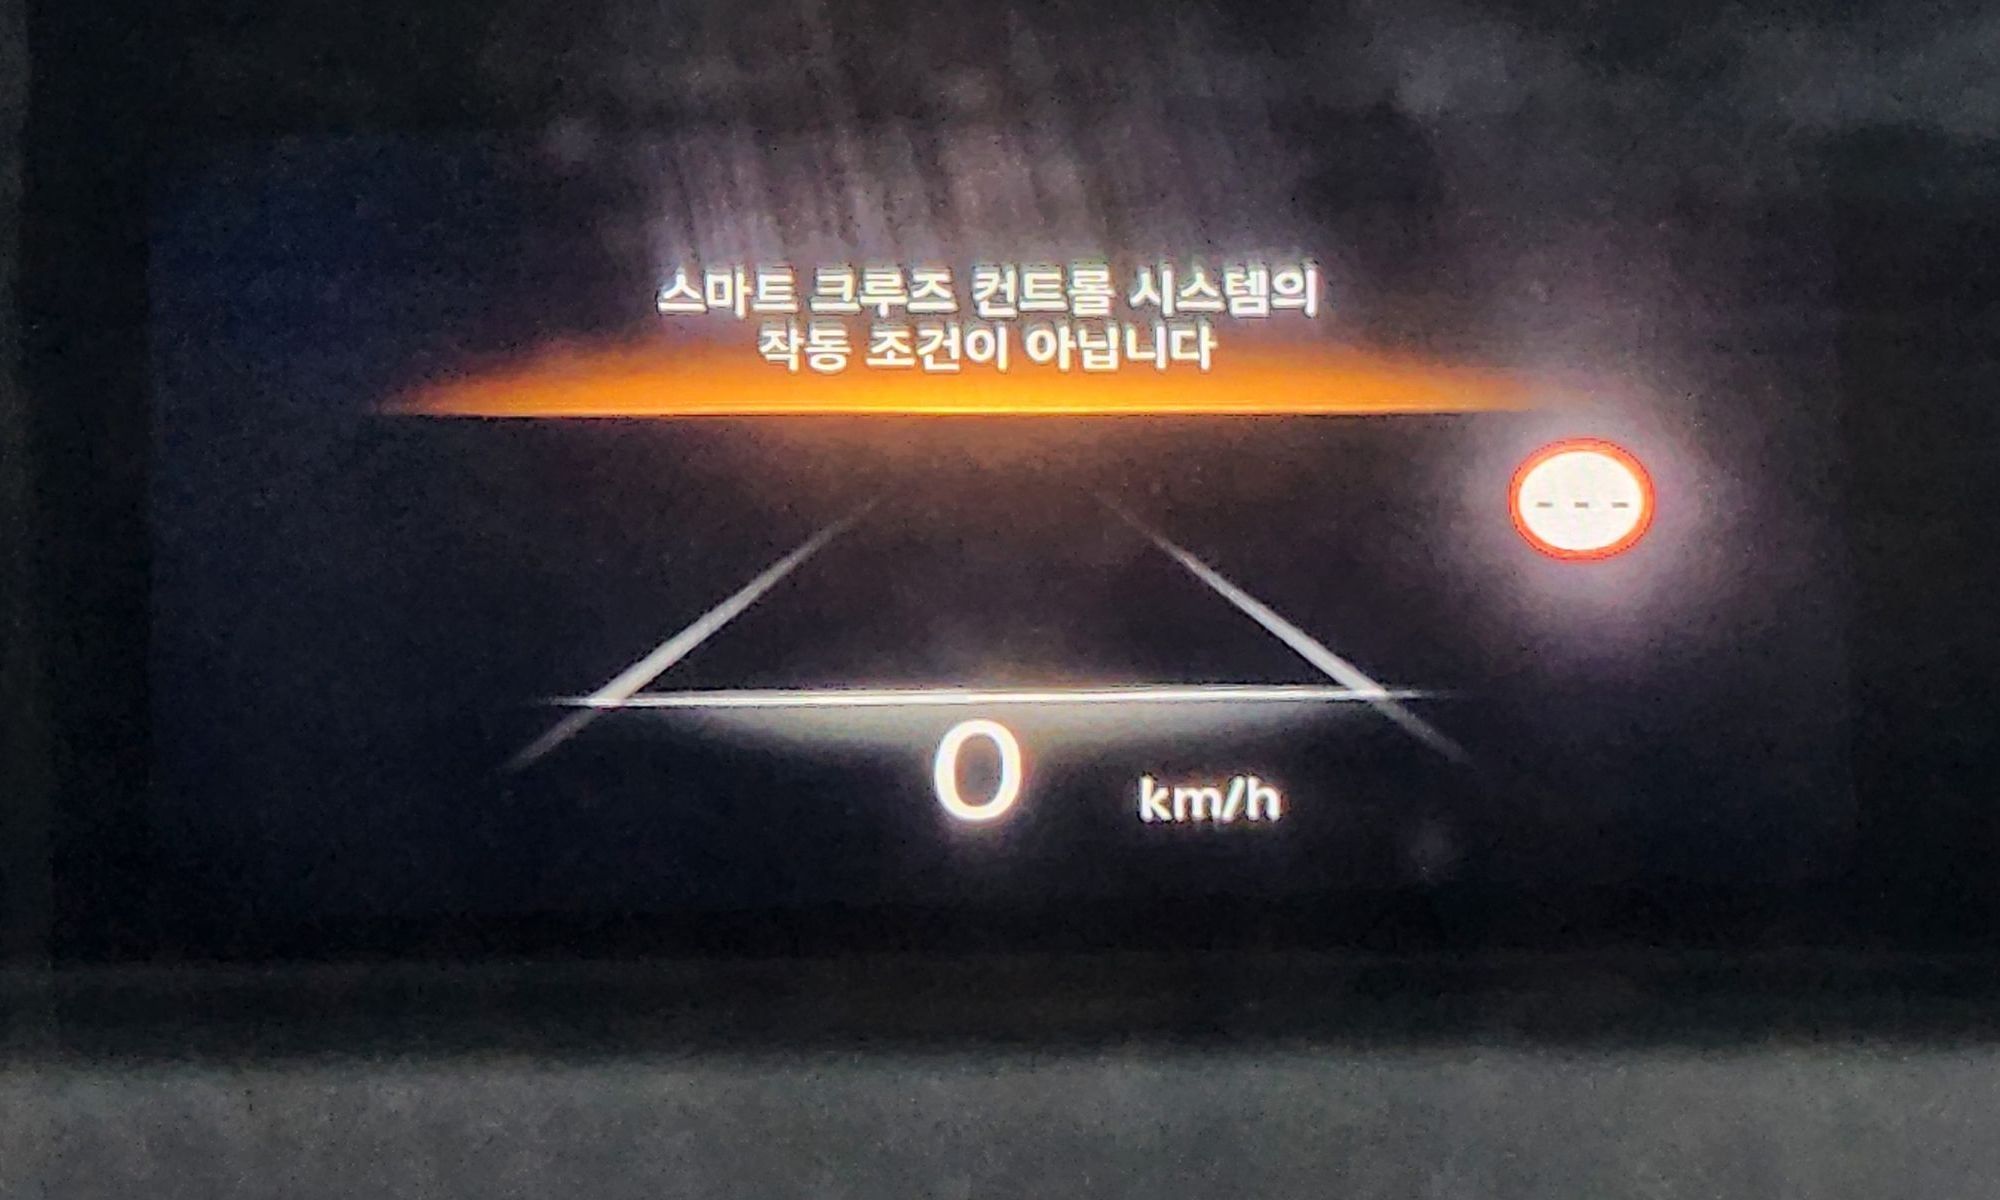 스마트 크루즈 컨트롤 시스템의
작동 조건이 아닙니다
- - -
0 km/h